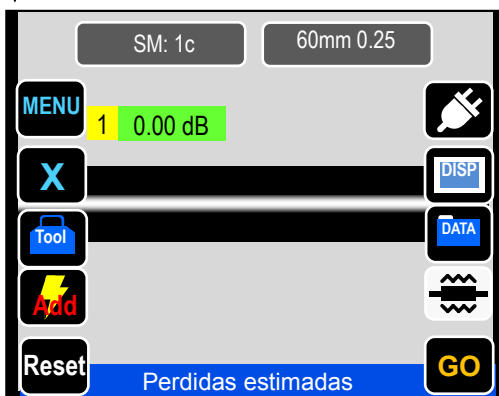 SM: 1c
60mm 0.25
MENU
1 0.00 dB
X
DISP
Tool
DATA
Add
Reset
Perdidas estimadas
GO